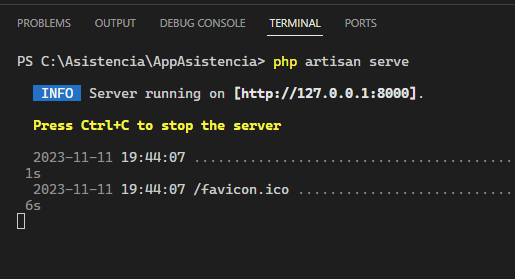 PROBLEMS OUTPUT DEBUG CONSOLE TERMINAL PORTS
PS C:\Asistencia\AppAsistencia> php artisan serve
INFO Server running on [http://127.0.0.1:8000].
Press Ctrl+C to stop the server
2023-11-11 19:44:07 ........................................
1s
2023-11-11 19:44:07 /favicon.ico ...........................
6s